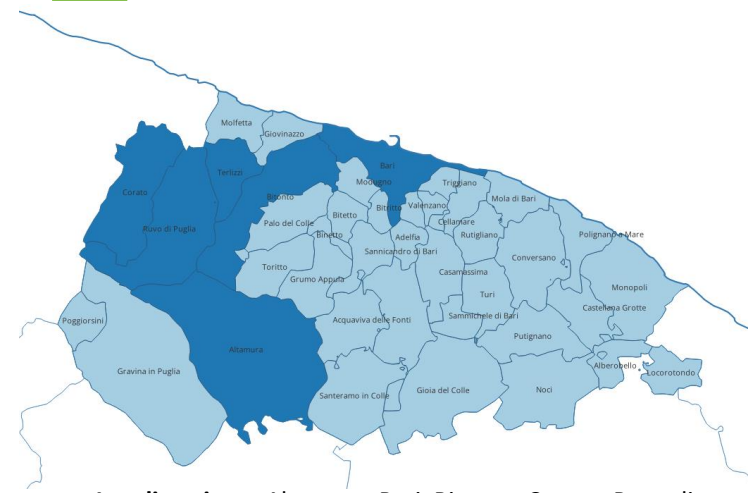 Molfetta
Giovinazzo
Bari
Terlizzi
Corato
Modugno
Triggiano
Bitonto
Bitritto
Valenzano
Mola di Bari
Palo del Colle
Bitetto
Cellamare
Ruvo di Puglia
Binetto
Adelfia
Rutigliano
Polignano a Mare
Sannicandro di Bari
Conversano
Toritto
Grumo Appula
Casamassima
Monopoli
Turi
Castellana Grotte
Poggiorsini
Acquaviva delle Fonti
Sammichele di Bari
Putignano
Altamura
Gravina in Puglia
Alberobello
Locorotondo
Santeramo in Colle
Gioia del Colle
Noci